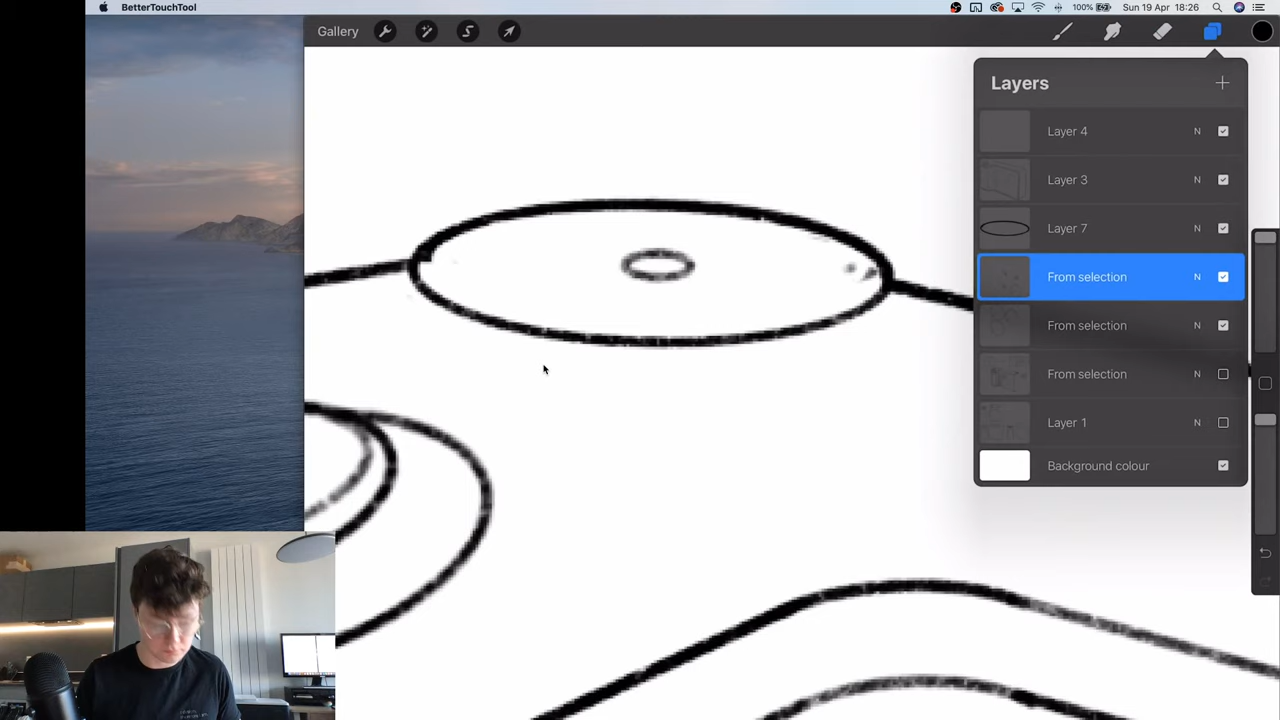 BetterTouchTool
100%
Sun 19 Apr 18:26
Gallery
Layers
Layer 4 N
Layer 3 N
Layer 7 N
From selection N
From selection N
From selection N
Layer 1 N
Background colour